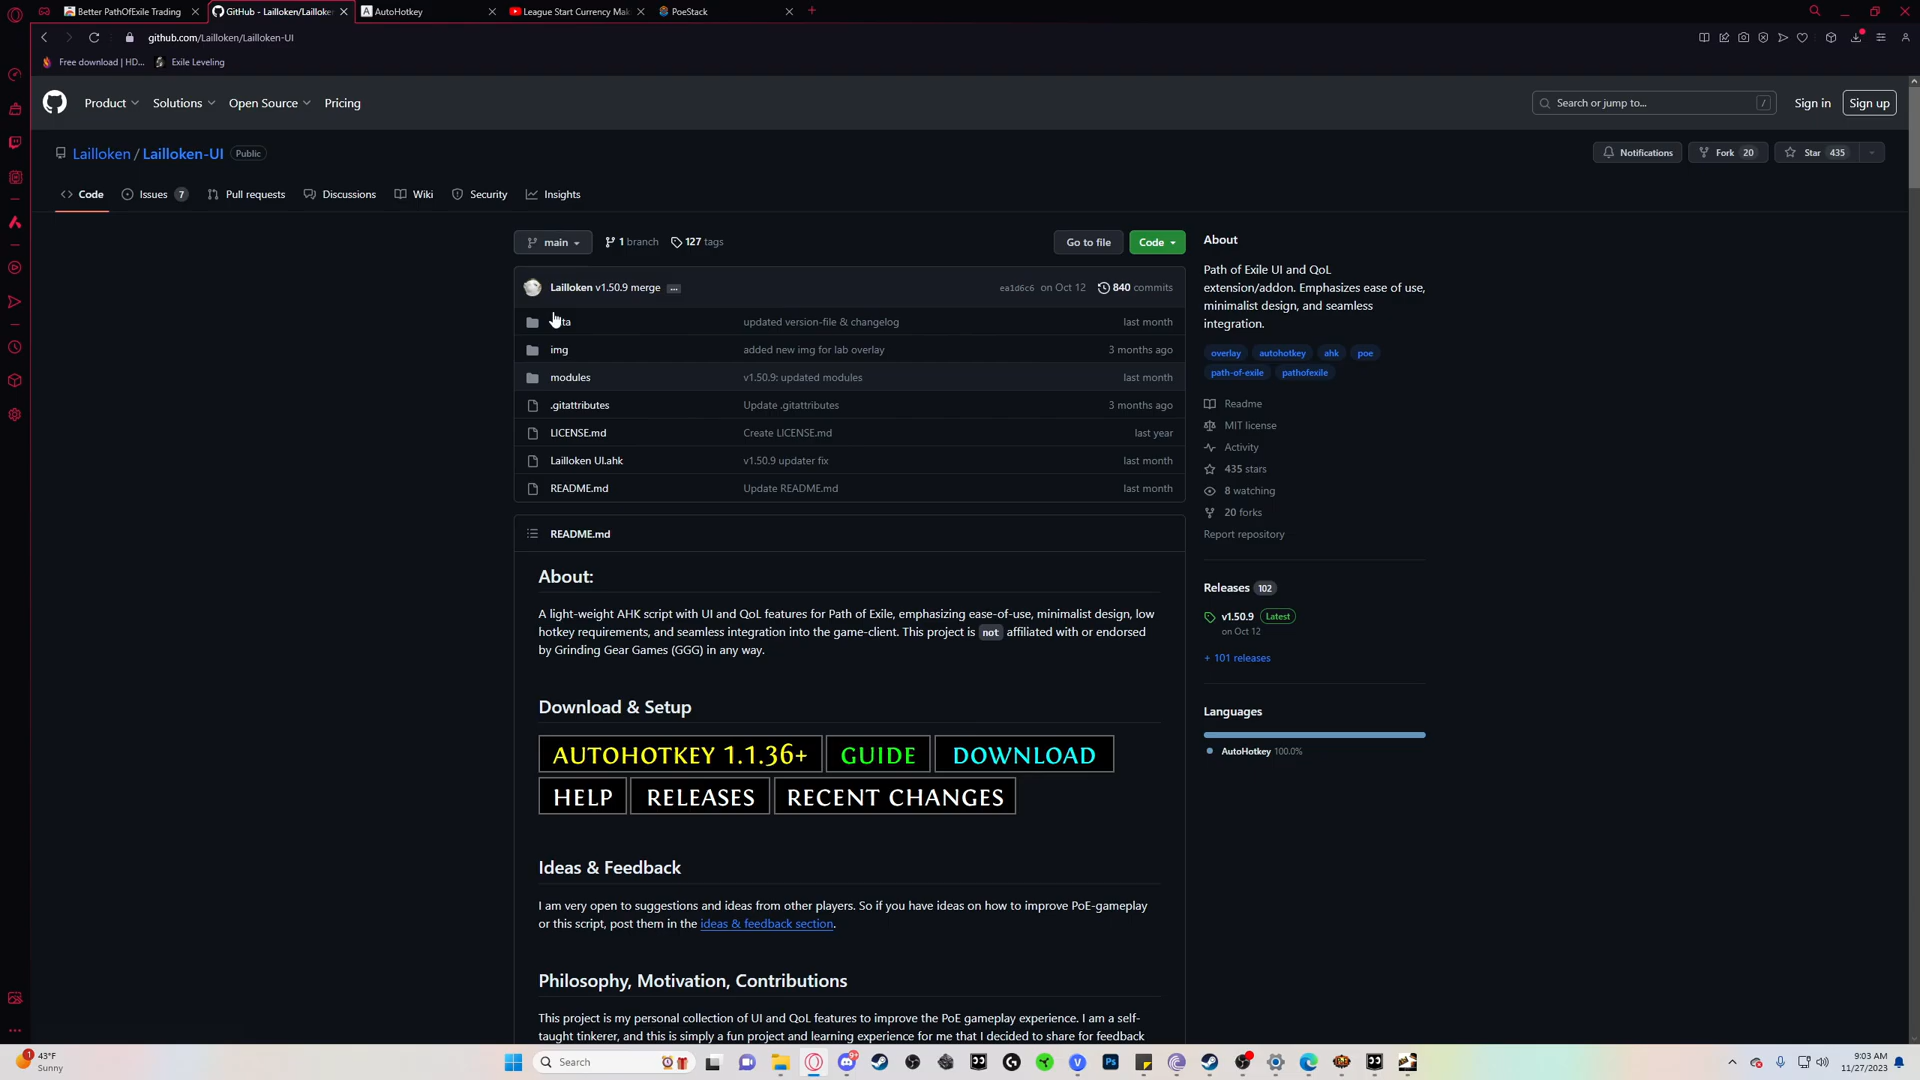 Better PathOfExile Trading
GitHub - Lailloken/Lailloke
AutoHotkey
League Start Currency Mak
PoeStack
github.com/Lailloken/Lailloken-UI
Free download | HD...
Exile Leveling
Product
Solutions
Open Source
Pricing
Search or jump to...
/
Sign in
Sign up
Lailloken / Lailloken-UI
Public
Notifications
Fork 20
Star 435
Code
Issues 7
Pull requests
Discussions
Wiki
Security
Insights
main
1 branch
127 tags
Go to file
Code
About
Lailloken v1.50.9 merge ...
ea1d6c6 on Oct 12
840 commits
Path of Exile UI and QoL
extension/addon. Emphasizes ease of use,
minimalist design, and seamless
integration.
updated version-file & changelog
last month
img
added new img for lab overlay
3 months ago
modules
v1.50.9: updated modules
last month
.gitattributes
Update .gitattributes
3 months ago
LICENSE.md
Create LICENSE.md
last year
Lailloken UI.ahk
v1.50.9 updater fix
last month
README.md
Update README.md
last month
overlay
autohotkey
ahk
poe
path-of-exile
pathofexile
Readme
MIT license
Activity
435 stars
8 watching
20 forks
Report repository
README.md
About:
A light-weight AHK script with UI and QoL features for Path of Exile, emphasizing ease-of-use, minimalist design, low
hotkey requirements, and seamless integration into the game-client. This project is not affiliated with or endorsed
by Grinding Gear Games (GGG) in any way.
Releases 102
v1.50.9 Latest
on Oct 12
+ 101 releases
Languages
AutoHotkey 100.0%
Download & Setup
AUTOHOTKEY 1.1.36+
GUIDE
DOWNLOAD
HELP
RELEASES
RECENT CHANGES
Ideas & Feedback
I am very open to suggestions and ideas from other players. So if you have ideas on how to improve PoE-gameplay
or this script, post them in the ideas & feedback section.
Philosophy, Motivation, Contributions
This project is my personal collection of UI and QoL features to improve the PoE gameplay experience. I am a self-
taught tinkerer, and this is simply a fun project and learning experience for me that I decided to share for feedback
1
43°F
Sunny
Search
Ps
9:03 AM
11/27/2023